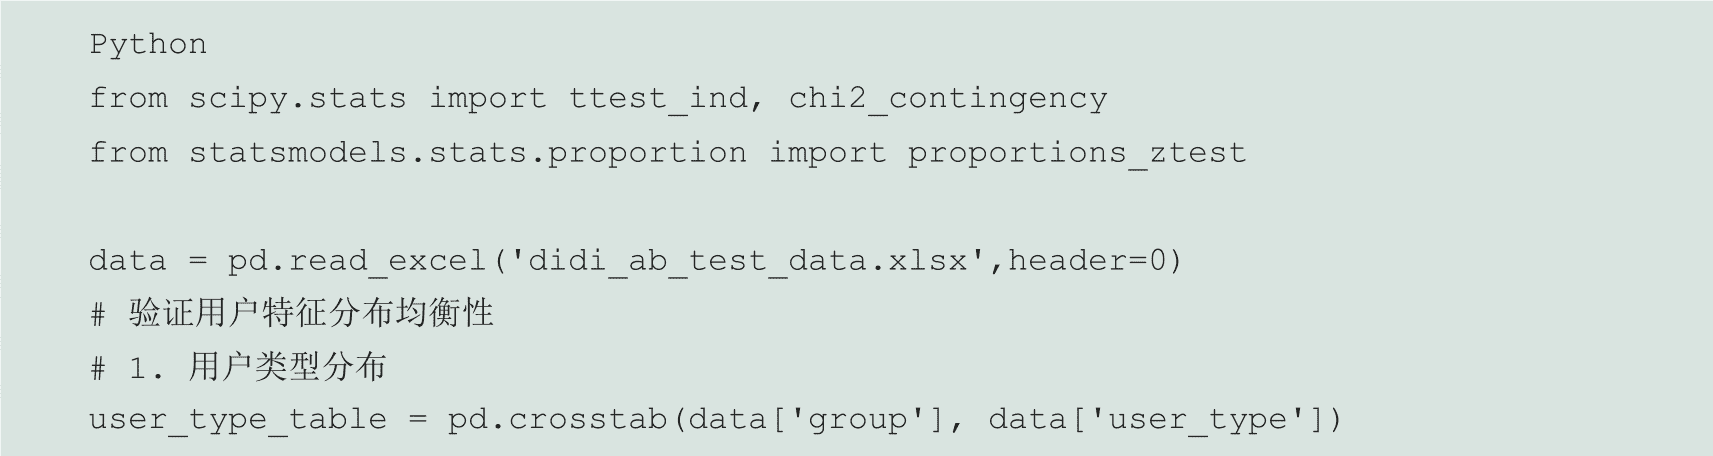 Python
from scipy.stats import ttest_ind, chi2_contingency
from statsmodels.stats.proportion import proportions_ztest
data = pd.read_excel('didi_ab_test_data.xlsx',header=0)
# 验证用户特征分布均衡性
# 1. 用户类型分布
user_type_table = pd.crosstab(data['group'], data['user_type'])